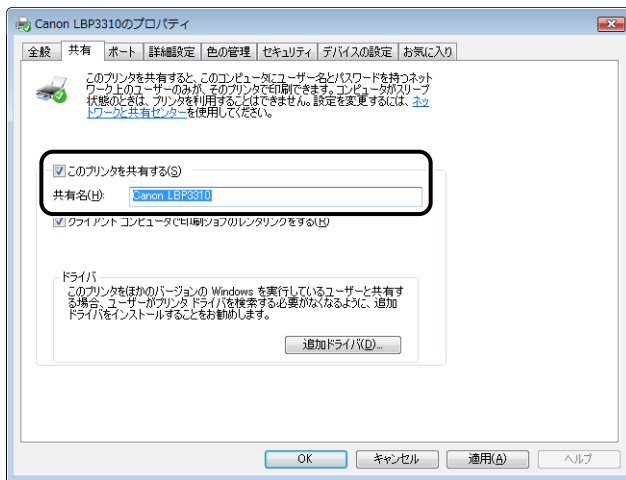 Canon LBP3310のプロパティ
全般 共有 ポート 詳細設定 色の管理 セキュリティ デバイスの設定 お気に入り
このプリンタを共有すると、このコンピュータにユーザー名とパスワードを持つネット
ワーク上のユーザーのみが、そのプリンタで印刷できます。コンピュータがスリープ
状態のときは、プリンタを利用することはできません。設定を変更するには、ネッ
トワークと共有センターを使用してください。
このプリンタを共有する(S)
共有名(H): Canon LBP3310
クライアント コンピュータで印刷ジョブのレンダリングをする(R)
ドライバ
このプリンタをほかのバージョンの Windows を実行しているユーザーと共有す
る場合、ユーザーがプリンタ ドライバを検索する必要がなくなるように、追加
ドライバをインストールすることをお勧めします。
追加ドライバ(D)...
OK キャンセル 適用(A) ヘルプ